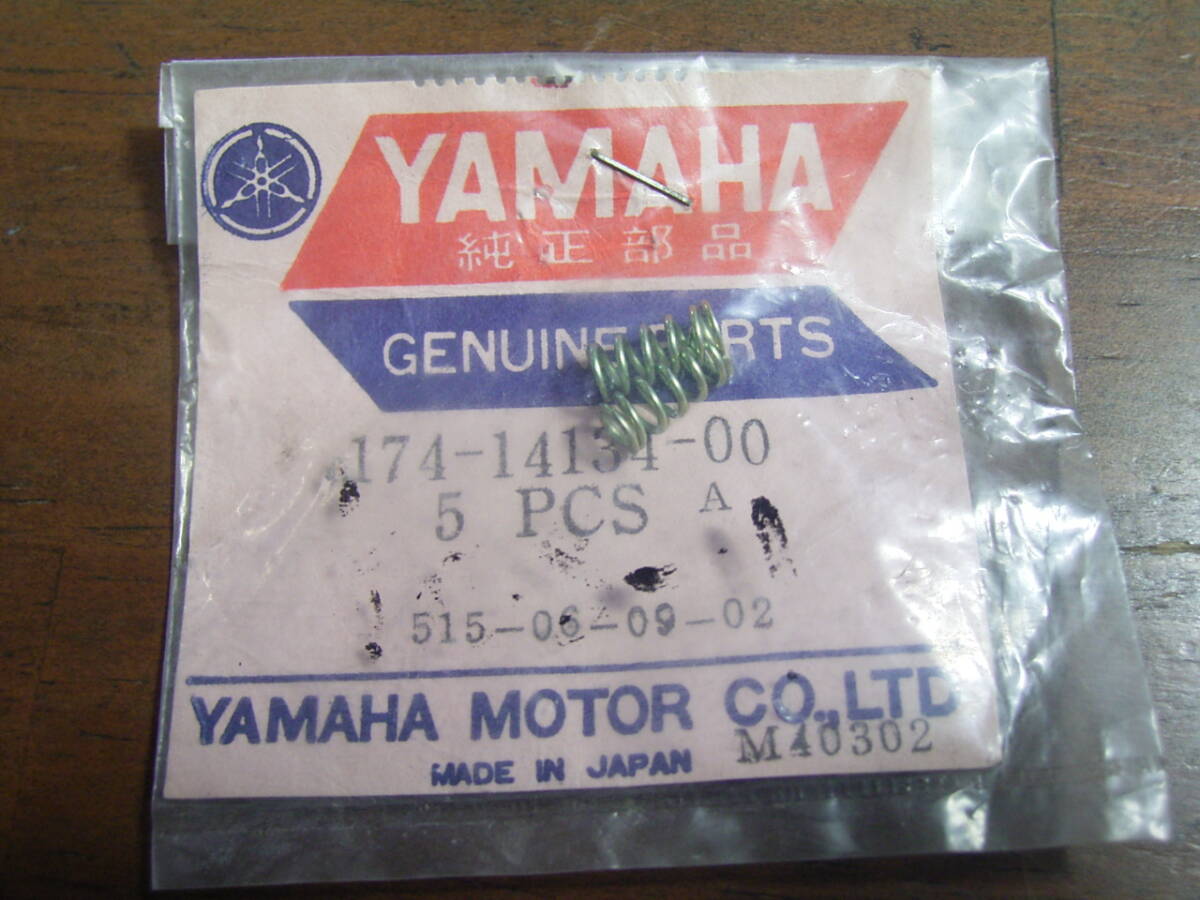 YAMAHA
純正部品
GENUINE PARTS
174-14134-00
5 PCS A
515-06-09-02
YAMAHA MOTOR CO.,LTD
M40302
MADE IN JAPAN